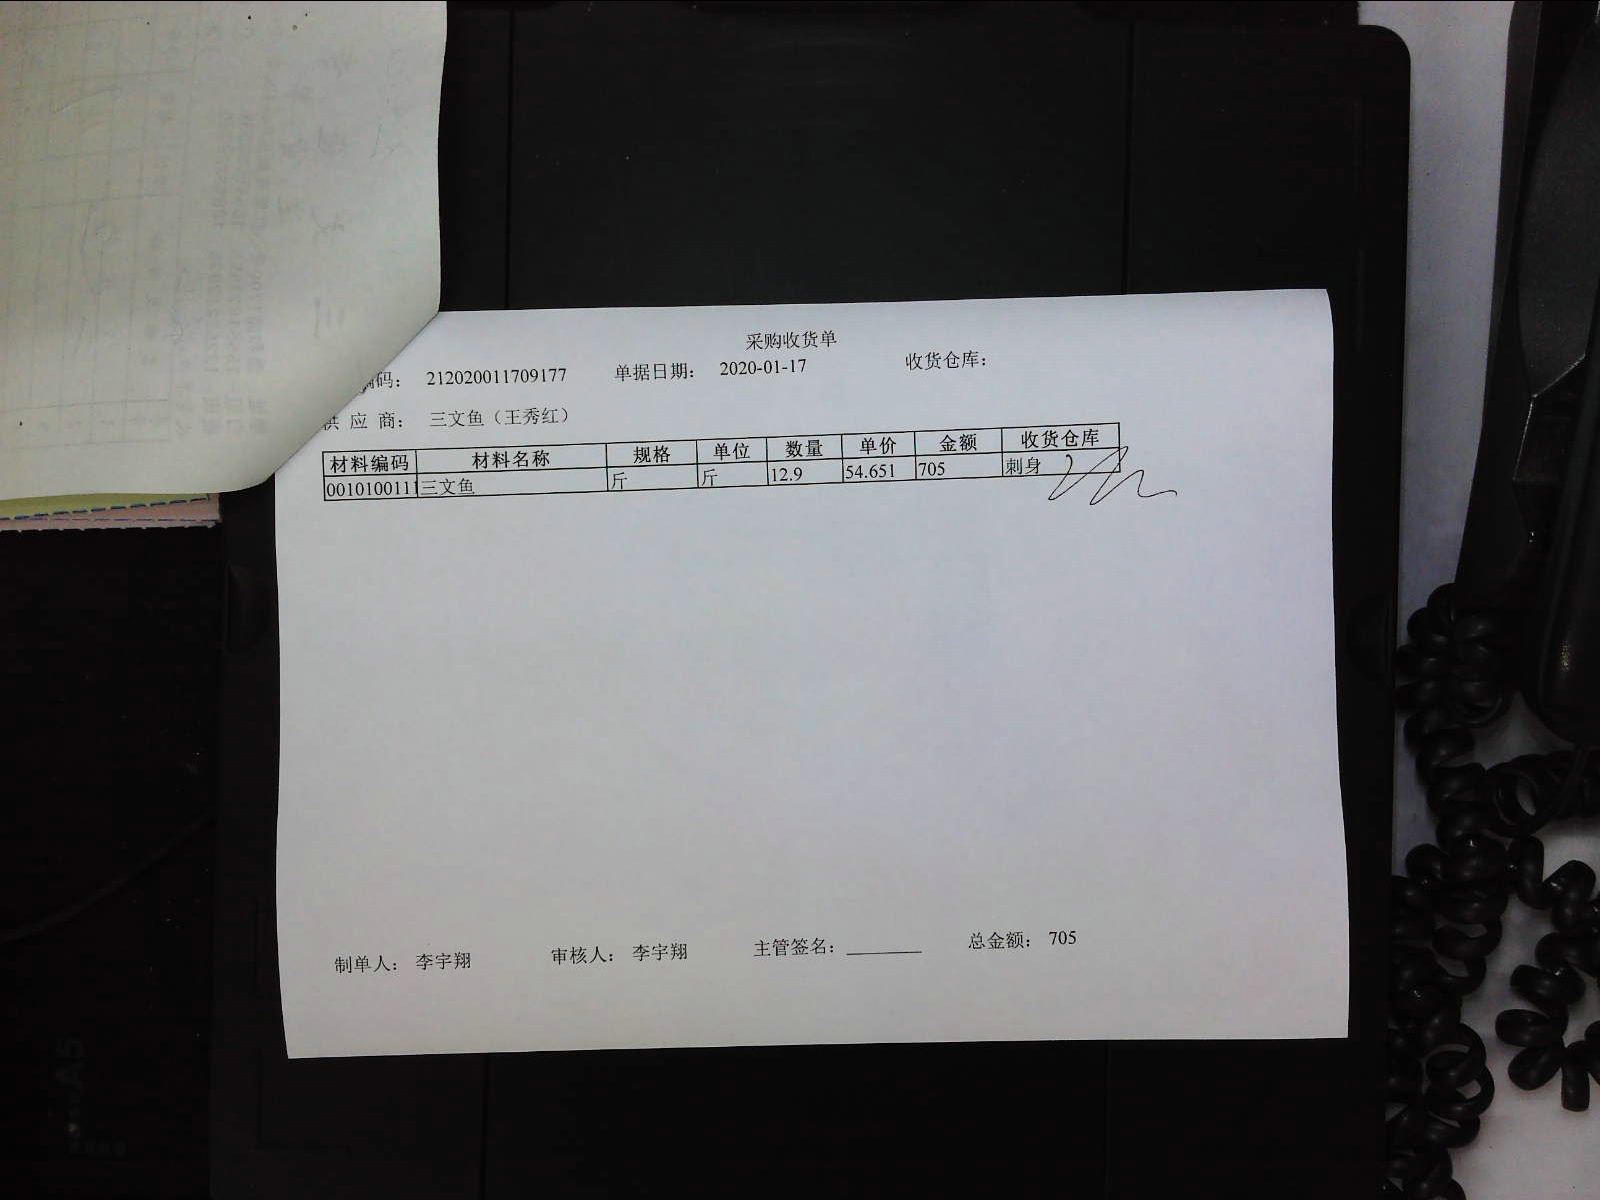 采购收货单
编码： 212020011709177 单据日期： 2020-01-17 收货仓库：
供 应 商： 三文鱼（王秀红）
材料编码 材料名称 规格 单位 数量 单价 金额 收货仓库
0010100111 三文鱼 斤 斤 12.9 54.651 705 刺身
制单人： 李宇翔 审核人： 李宇翔 主管签名： 总金额： 705